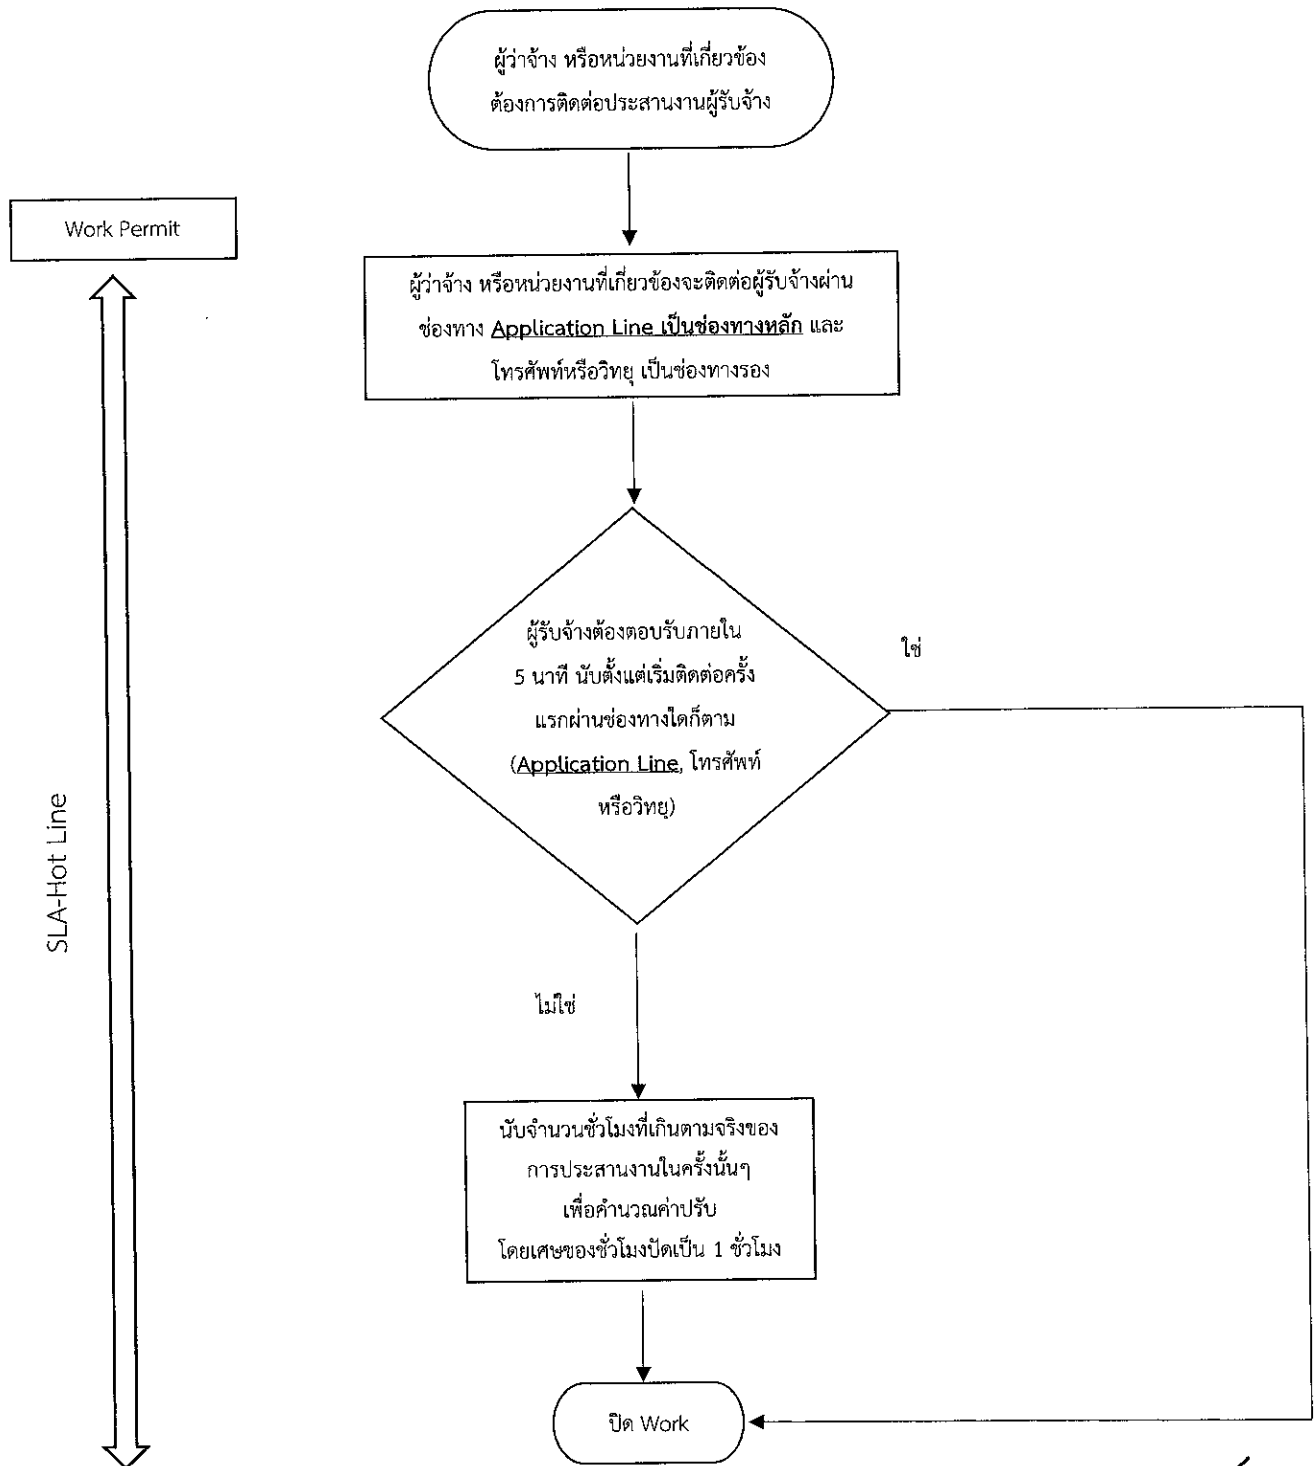 ผู้ว่าจ้าง หรือหน่วยงานที่เกี่ยวข้อง
ต้องการติดต่อประสานงานผู้รับจ้าง
Work Permit
ผู้ว่าจ้าง หรือหน่วยงานที่เกี่ยวข้องจะติดต่อผู้รับจ้างผ่าน
ช่องทาง Application Line เป็นช่องทางหลัก และ
โทรศัพท์หรือวิทยุ เป็นช่องทางรอง
ผู้รับจ้างต้องตอบรับภายใน
5 นาที นับตั้งแต่เริ่มติดต่อครั้ง
แรกผ่านช่องทางใดก็ตาม
(Application Line, โทรศัพท์
หรือวิทยุ)
ใช่
SLA-Hot Line
ไม่ใช่
นับจำนวนชั่วโมงที่เกินตามจริงของ
การประสานงานในครั้งนั้นๆ
เพื่อคำนวณค่าปรับ
โดยเศษของชั่วโมงปัดเป็น 1 ชั่วโมง
ปิด Work